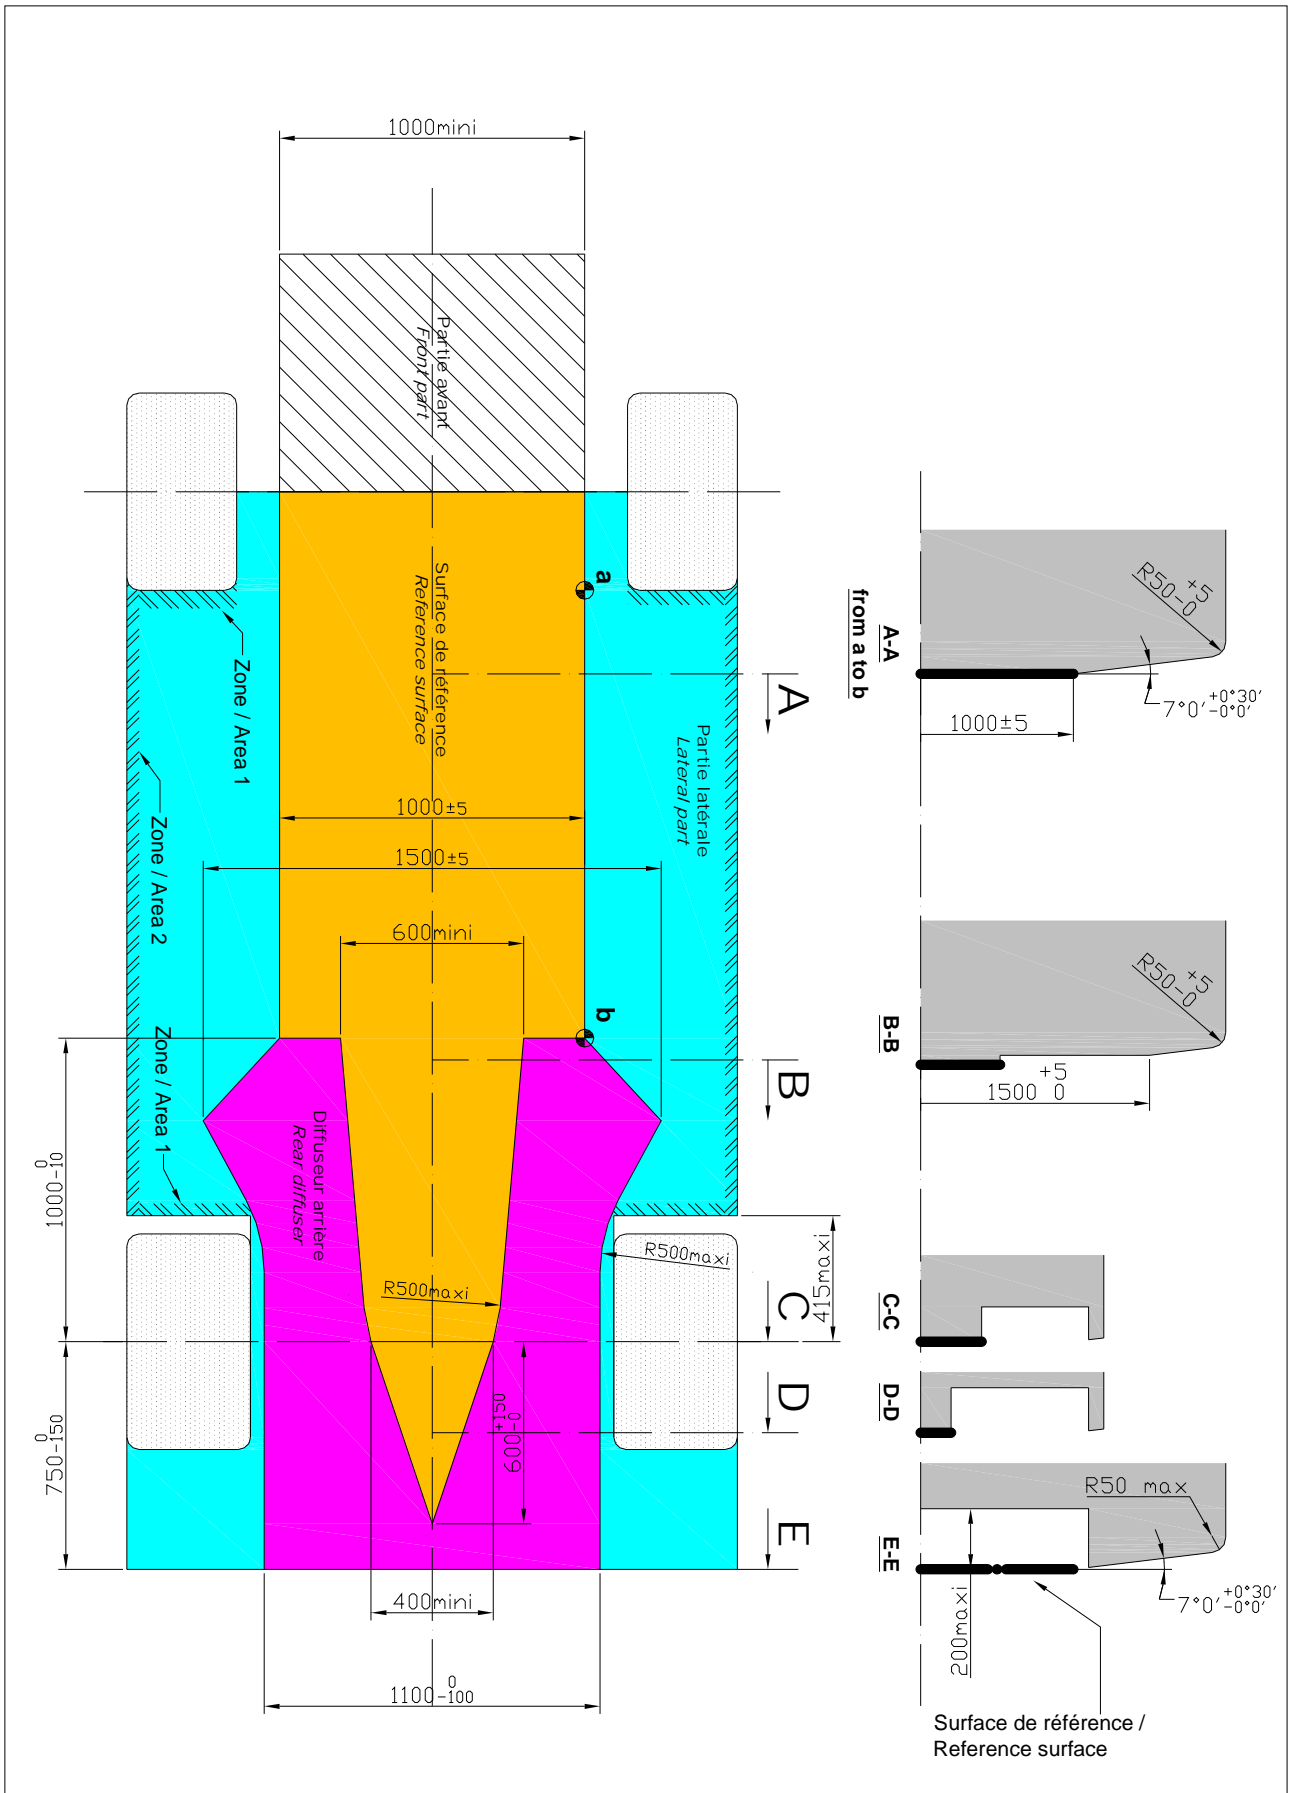 1000mini
Partie avant
Front part
Surface de référence
Reference surface
a
A
Zone / Area 1
Partie latérale
Lateral part
1000±5
1500±5
Zone / Area 2
600mini
b
B
Zone / Area 1
Diffuseur arrière
Rear diffuser
1000 0 -10
R500maxi
R500maxi
415maxi
C
D
600 -0 +150
750 0 -150
E
400mini
1100 0 -100
A-A
from a to b
R50 +5 -0
7°0' +0°30' -0°0'
1000±5
B-B
R50 +5 -0
1500 +5 0
C-C
D-D
E-E
R50 max
7°0' +0°30' -0°0'
200maxi
Surface de référence /
Reference surface